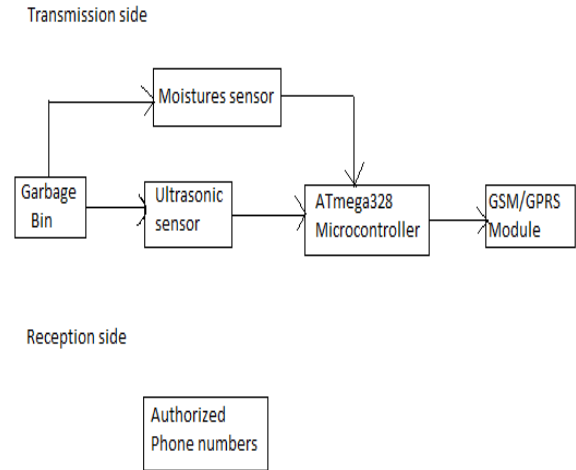 Transmission side
Moistures sensor
Garbage
Bin
Ultrasonic
sensor
ATmega328
Microcontroller
GSM/GPRS
Module
Reception side
Authorized
Phone numbers